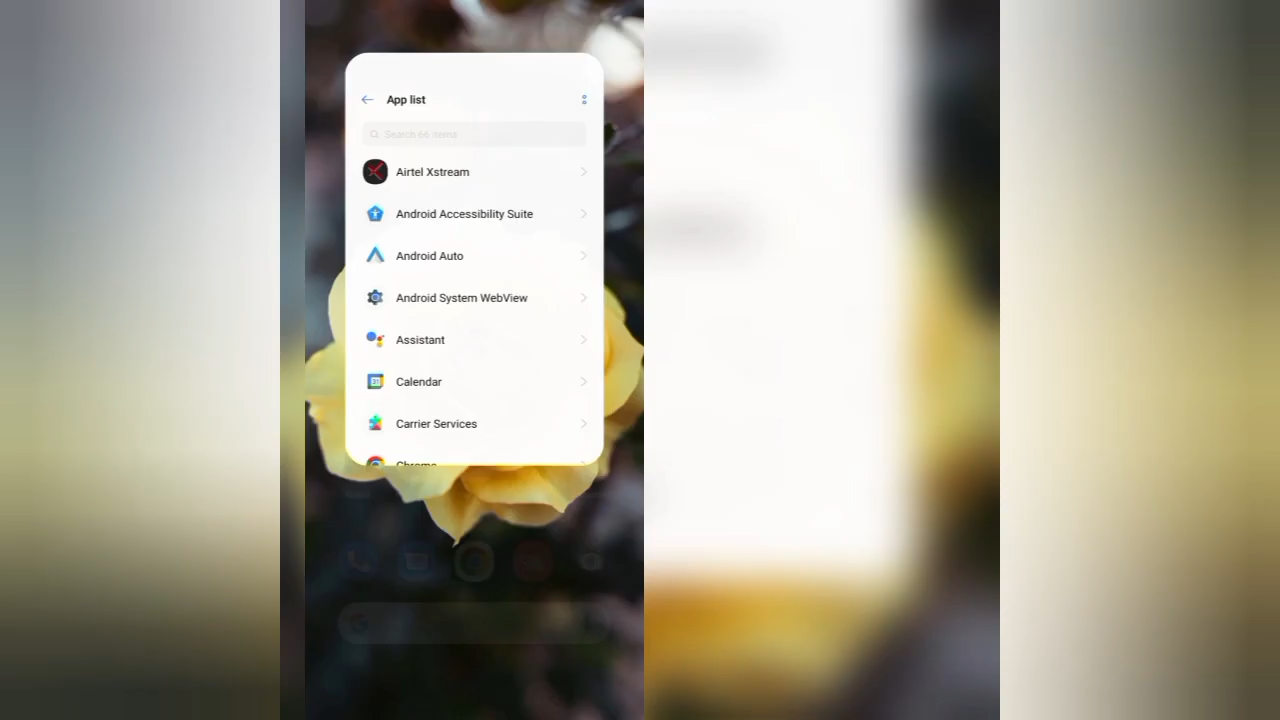 App list
Search 66 items
Airtel Xstream
Android Accessibility Suite
Android Auto
Android System WebView
Assistant
31
Calendar
Carrier Services
Chrome